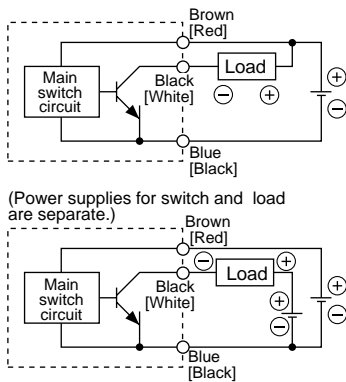 Brown
[Red]
Main
switch
circuit
Black
[White]
Load
⊖ ⊕
⊕
⊖
Blue
[Black]
(Power supplies for switch and load
are separate.)
Brown
[Red]
⊖ Load ⊕
Main
switch
circuit
Black
[White]
⊕ ⊕
⊖ ⊖
Blue
[Black]